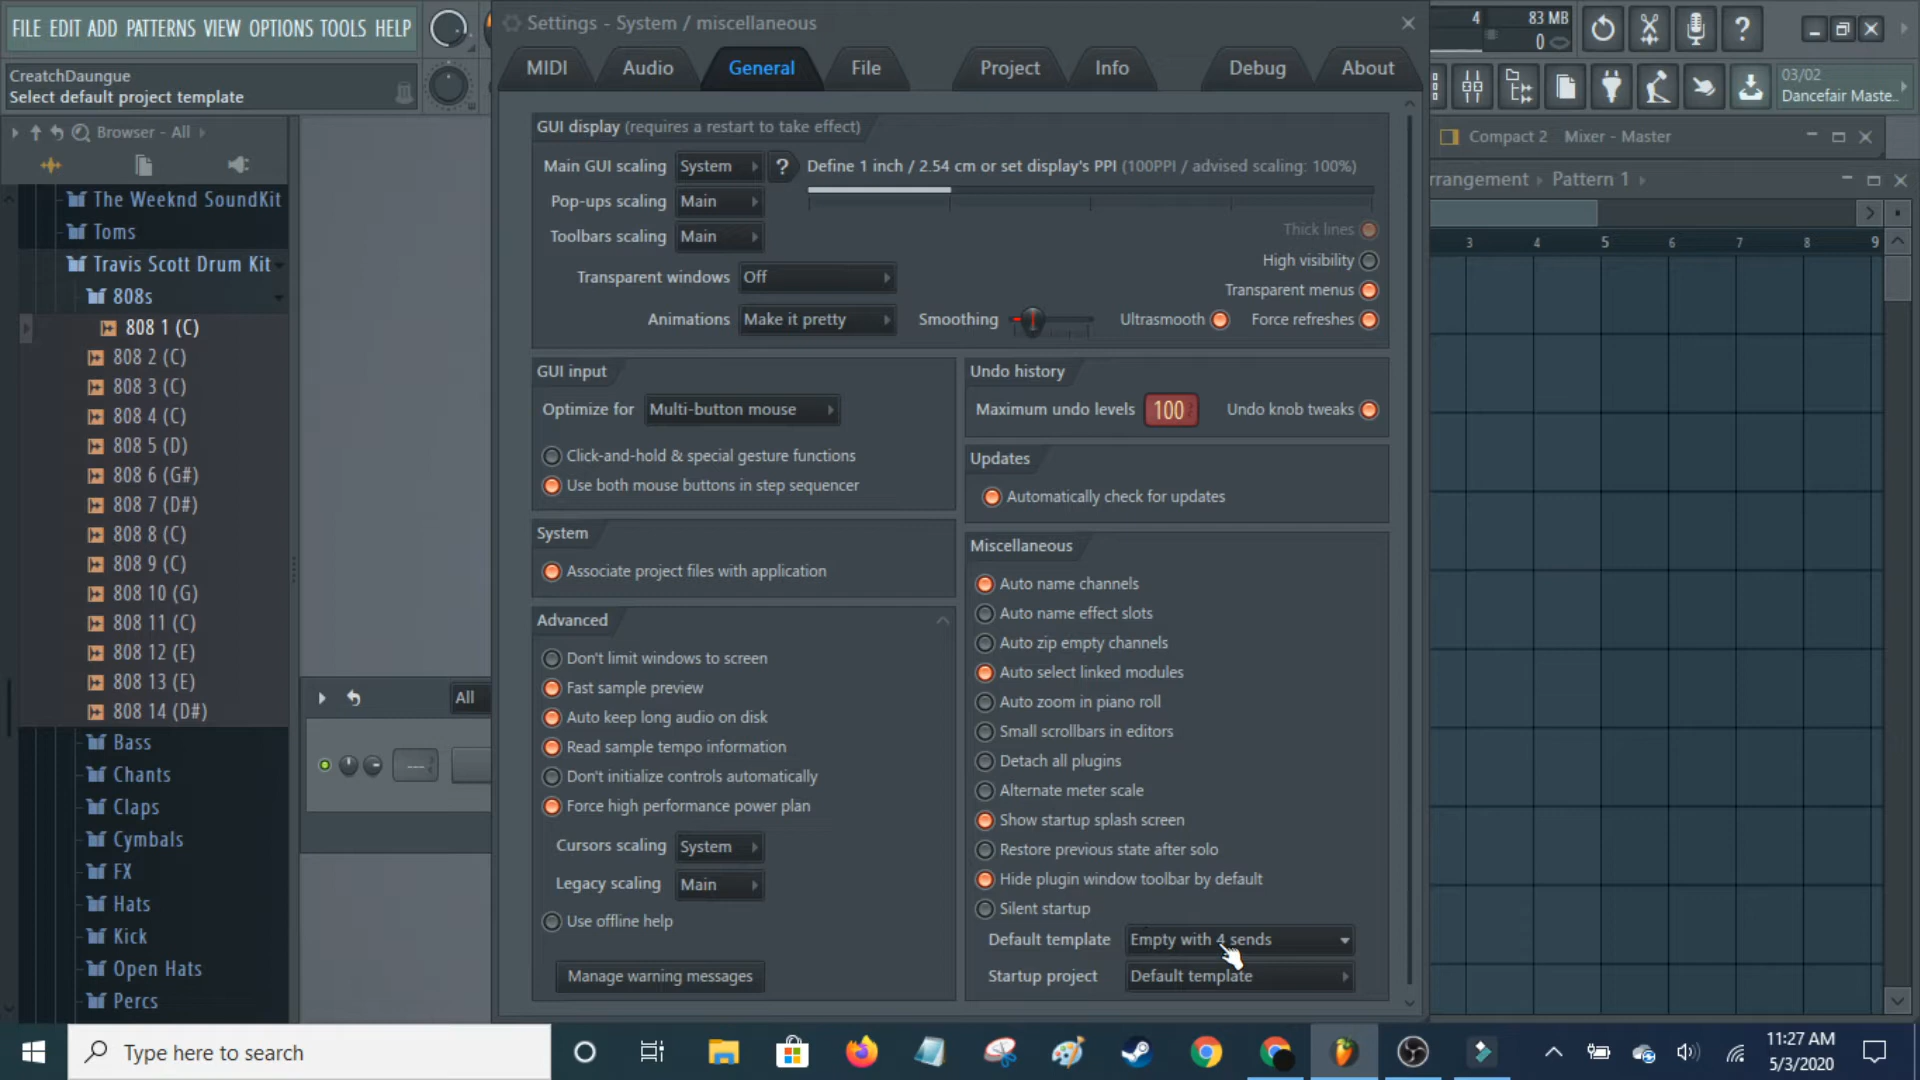 FILE EDIT ADD PATTERNS VIEW OPTIONS TOOLS HELP
CreatchDaungue
Select default project template
Browser - All
The Weeknd SoundKit
Toms
Travis Scott Drum Kit
808s
808 1 (C)
808 2 (C)
808 3 (C)
808 4 (C)
808 5 (D)
808 6 (G#)
808 7 (D#)
808 8 (C)
808 9 (C)
808 10 (G)
808 11 (C)
808 12 (E)
808 13 (E)
808 14 (D#)
Bass
Chants
Claps
Cymbals
FX
Hats
Kick
Open Hats
Percs
All
---
Settings - System / miscellaneous
MIDI Audio General File Project Info Debug About
GUI display (requires a restart to take effect)
Main GUI scaling System ? Define 1 inch / 2.54 cm or set display's PPI (100PPI / advised scaling: 100%)
Pop-ups scaling Main
Toolbars scaling Main
Thick lines
High visibility
Transparent windows Off
Transparent menus
Animations Make it pretty Smoothing Ultrasmooth Force refreshes
GUI input
Optimize for Multi-button mouse
Click-and-hold & special gesture functions
Use both mouse buttons in step sequencer
System
Associate project files with application
Advanced
Don't limit windows to screen
Fast sample preview
Auto keep long audio on disk
Read sample tempo information
Don't initialize controls automatically
Force high performance power plan
Cursors scaling System
Legacy scaling Main
Use offline help
Manage warning messages
Undo history
Maximum undo levels 100 Undo knob tweaks
Updates
Automatically check for updates
Miscellaneous
Auto name channels
Auto name effect slots
Auto zip empty channels
Auto select linked modules
Auto zoom in piano roll
Small scrollbars in editors
Detach all plugins
Alternate meter scale
Show startup splash screen
Restore previous state after solo
Hide plugin window toolbar by default
Silent startup
Default template Empty with 4 sends
Startup project Default template
4 83 MB
0
?
03/02
Dancefair Maste..
Compact 2 Mixer - Master
rrangement Pattern 1
3 4 5 6 7 8 9
Type here to search
11:27 AM
5/3/2020